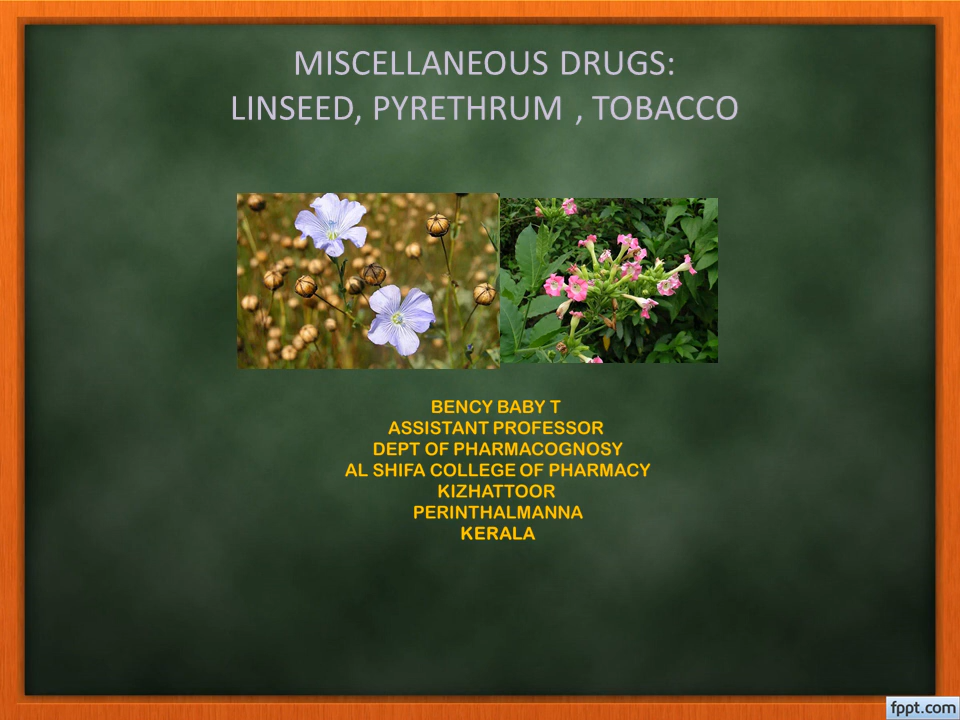 MISCELLANEOUS DRUGS:
LINSEED, PYRETHRUM , TOBACCO
BENCY BABY T
ASSISTANT PROFESSOR
DEPT OF PHARMACOGNOSY
AL SHIFA COLLEGE OF PHARMACY
KIZHATTOOR
PERINTHALMANNA
KERALA
fppt.com